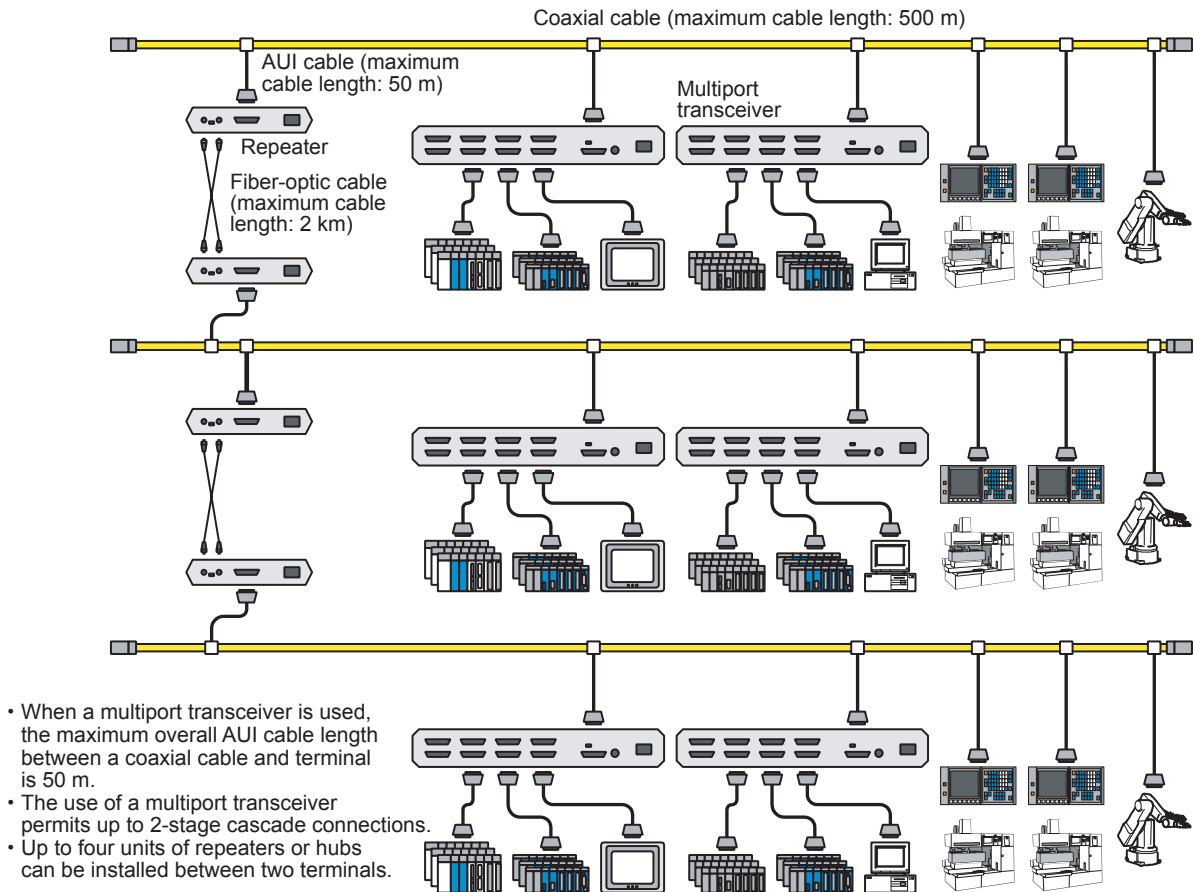 Coaxial cable (maximum cable length: 500 m)
AUI cable (maximum
cable length: 50 m)
Multiport
transceiver
Repeater
Fiber-optic cable
(maximum cable
length: 2 km)
• When a multiport transceiver is used,
the maximum overall AUI cable length
between a coaxial cable and terminal
is 50 m.
• The use of a multiport transceiver
permits up to 2-stage cascade connections.
• Up to four units of repeaters or hubs
can be installed between two terminals.